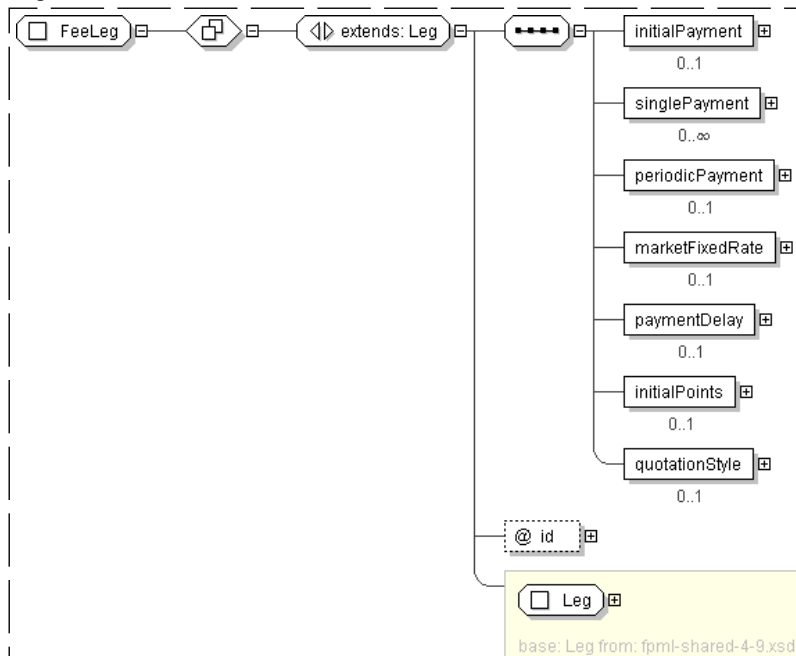 FeeLeg
extends: Leg
initialPayment
0..1
singlePayment
0..∞
periodicPayment
0..1
marketFixedRate
0..1
paymentDelay
0..1
initialPoints
0..1
quotationStyle
0..1
@ id
Leg
base: Leg from: fpml-shared-4-9.xsd